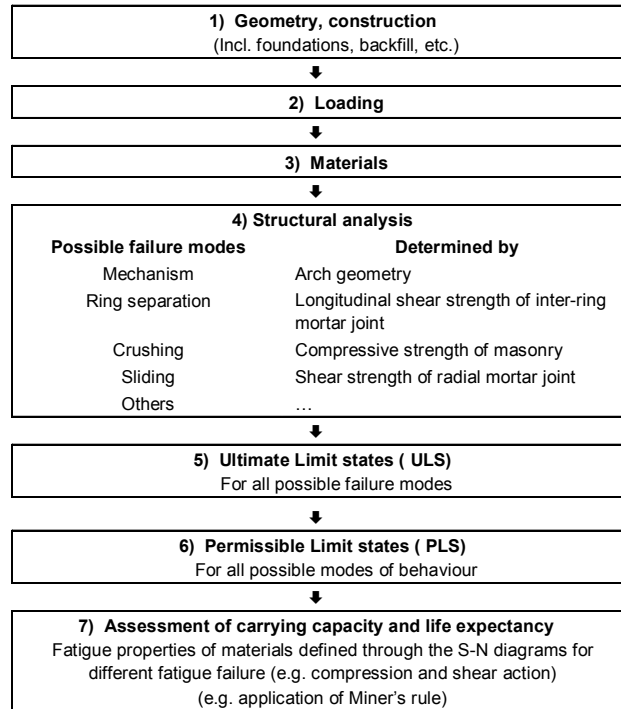 1) Geometry, construction
(Incl. foundations, backfill, etc.)
2) Loading
3) Materials
4) Structural analysis
Possible failure modes Determined by
Mechanism Arch geometry
Ring separation Longitudinal shear strength of inter-ring
mortar joint
Crushing Compressive strength of masonry
Sliding Shear strength of radial mortar joint
Others …
5) Ultimate Limit states ( ULS)
For all possible failure modes
6) Permissible Limit states ( PLS)
For all possible modes of behaviour
7) Assessment of carrying capacity and life expectancy
Fatigue properties of materials defined through the S-N diagrams for
different fatigue failure (e.g. compression and shear action)
(e.g. application of Miner's rule)